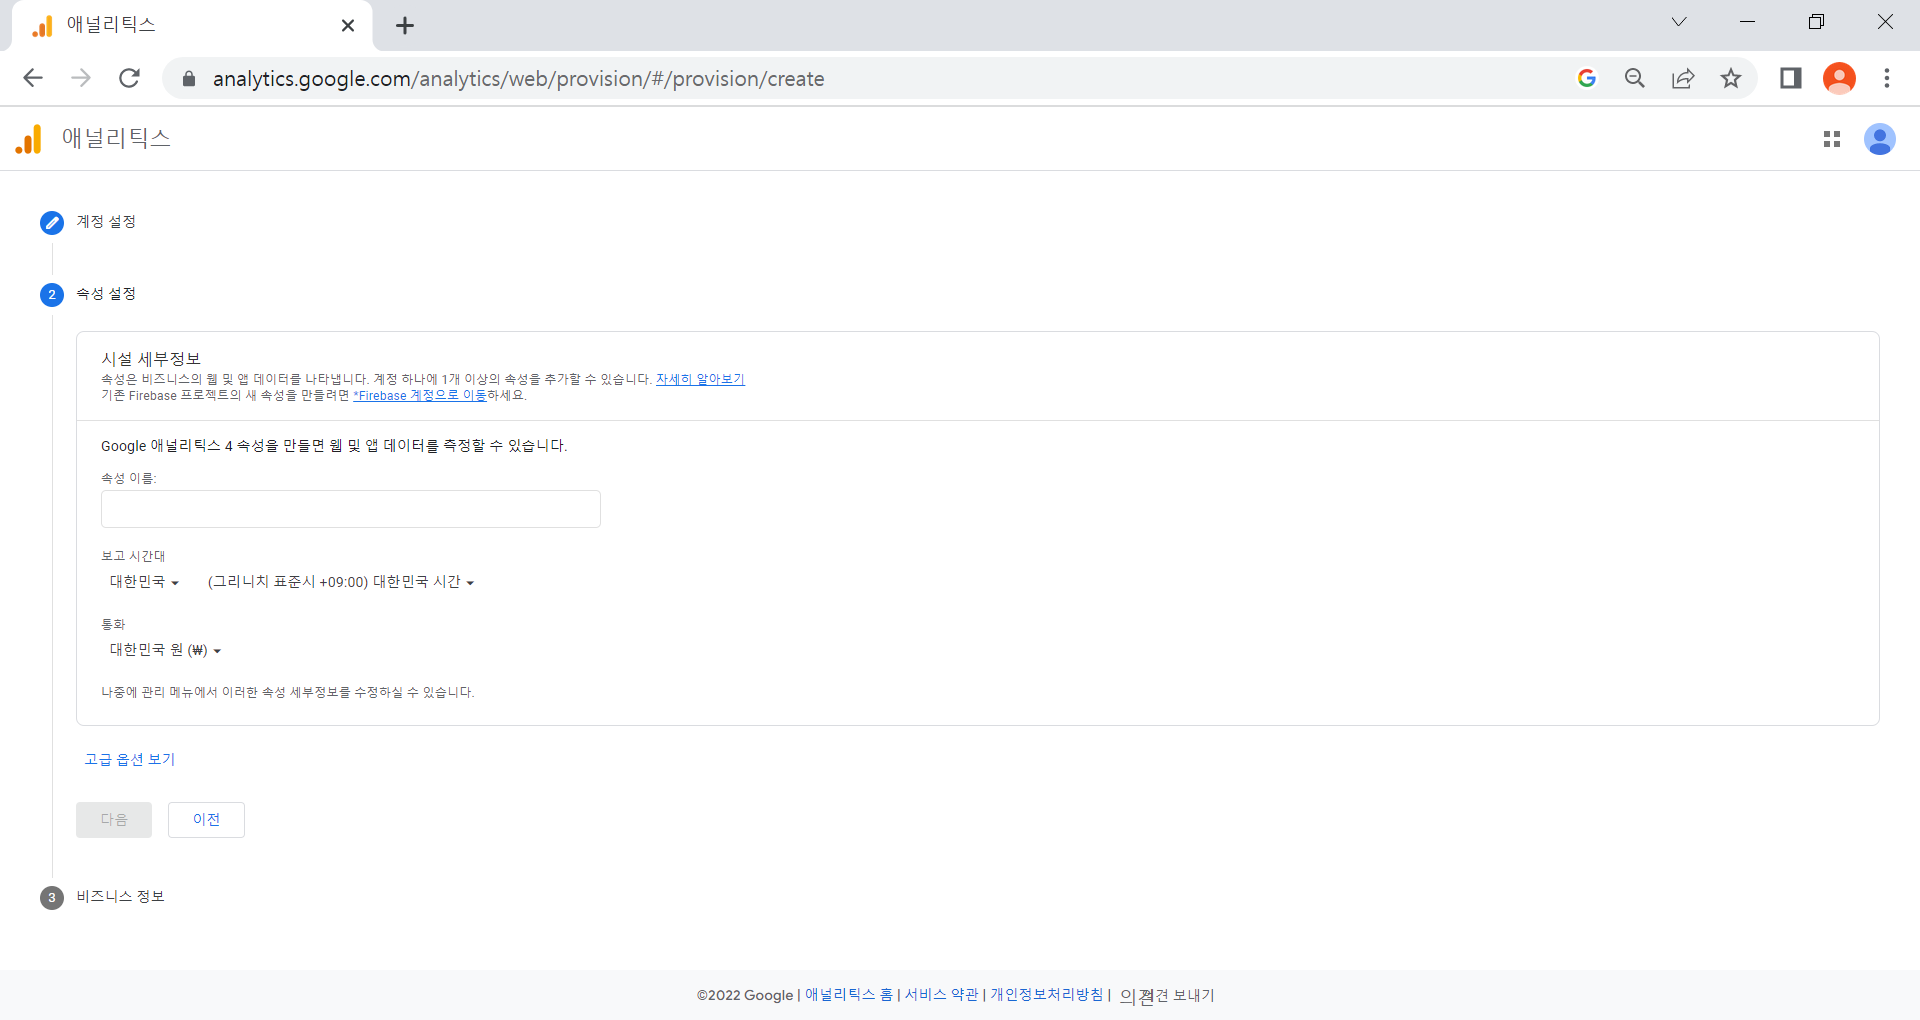 애널리틱스
analytics.google.com/analytics/web/provision/#/provision/create
애널리틱스
계정 설정
2 속성 설정
시설 세부정보
속성은 비즈니스의 웹 및 앱 데이터를 나타냅니다. 계정 하나에 1개 이상의 속성을 추가할 수 있습니다. 자세히 알아보기
기존 Firebase 프로젝트의 새 속성을 만들려면 *Firebase 계정으로 이동하세요.
Google 애널리틱스 4 속성을 만들면 웹 및 앱 데이터를 측정할 수 있습니다.
속성 이름:
보고 시간대
대한민국 (그리니치 표준시 +09:00) 대한민국 시간
통화
대한민국 원 (₩)
나중에 관리 메뉴에서 이러한 속성 세부정보를 수정하실 수 있습니다.
고급 옵션 보기
다음 이전
3 비즈니스 정보
©2022 Google | 애널리틱스 홈 | 서비스 약관 | 개인정보처리방침 | 의견 의견 보내기